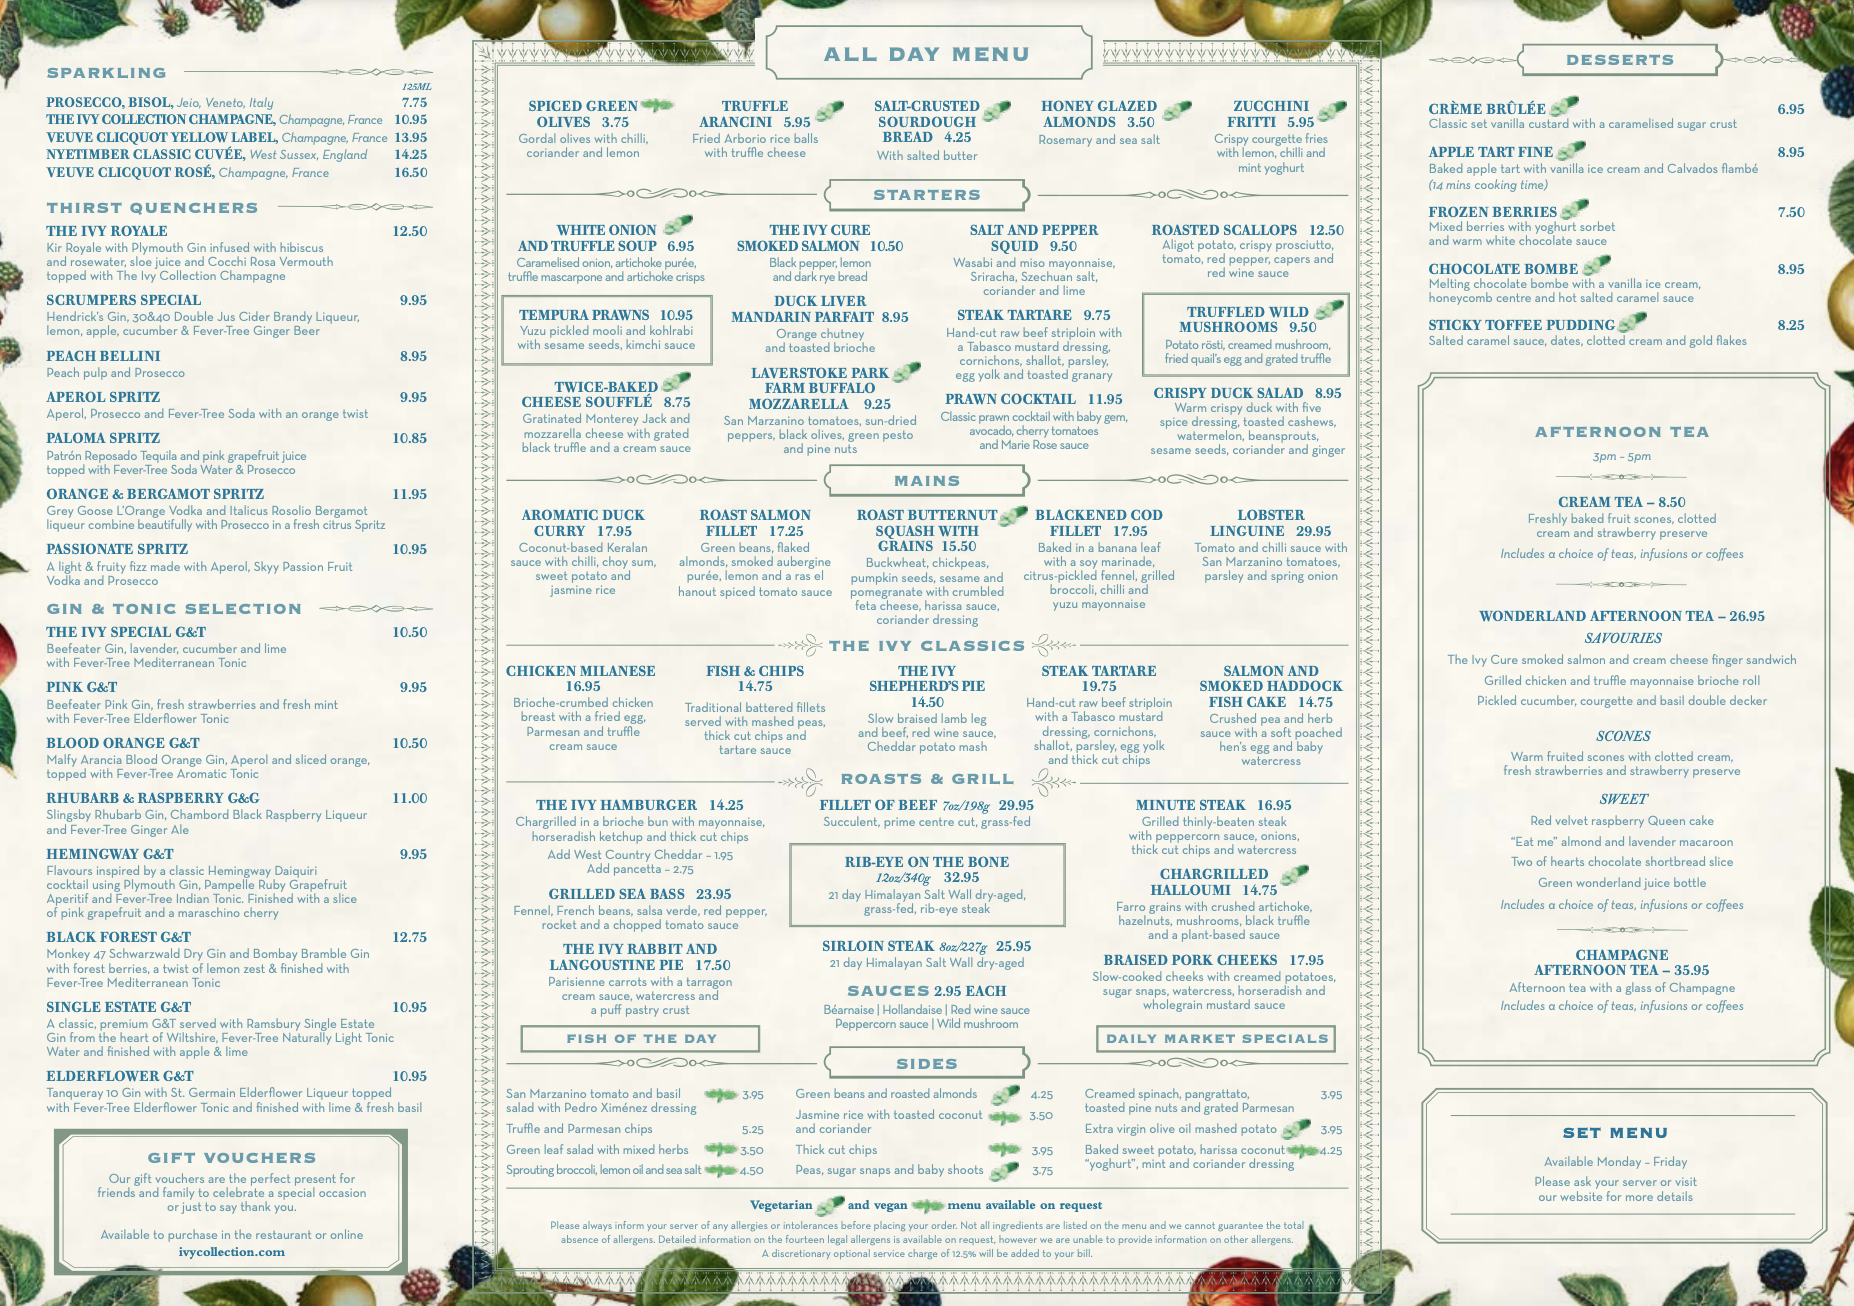 SPARKLING
125ML
PROSECCO, BISOL, Jeio, Veneto, Italy 7.75
THE IVY COLLECTION CHAMPAGNE, Champagne, France 10.95
VEUVE CLICQUOT YELLOW LABEL, Champagne, France 13.95
NYETIMBER CLASSIC CUVÉE, West Sussex, England 14.25
VEUVE CLICQUOT ROSÉ, Champagne, France 16.50
THIRST QUENCHERS
THE IVY ROYALE 12.50
Kir Royale with Plymouth Gin infused with hibiscus
and rosewater, sloe juice and Cocchi Rosa Vermouth
topped with The Ivy Collection Champagne
SCRUMPERS SPECIAL 9.95
Hendrick's Gin, 30&40 Double Jus Cider Brandy Liqueur,
lemon, apple, cucumber & Fever-Tree Ginger Beer
PEACH BELLINI 8.95
Peach pulp and Prosecco
APEROL SPRITZ 9.95
Aperol, Prosecco and Fever-Tree Soda with an orange twist
PALOMA SPRITZ 10.85
Patrón Reposado Tequila and pink grapefruit juice
topped with Fever-Tree Soda Water & Prosecco
ORANGE & BERGAMOT SPRITZ 11.95
Grey Goose L'Orange Vodka and Italicus Rosolio Bergamot
liqueur combine beautifully with Prosecco in a fresh citrus Spritz
PASSIONATE SPRITZ 10.95
A light & fruity fizz made with Aperol, Skyy Passion Fruit
Vodka and Prosecco
GIN & TONIC SELECTION
THE IVY SPECIAL G&T 10.50
Beefeater Gin, lavender, cucumber and lime
with Fever-Tree Mediterranean Tonic
PINK G&T 9.95
Beefeater Pink Gin, fresh strawberries and fresh mint
with Fever-Tree Elderflower Tonic
BLOOD ORANGE G&T 10.50
Malfy Arancia Blood Orange Gin, Aperol and sliced orange,
topped with Fever-Tree Aromatic Tonic
RHUBARB & RASPBERRY G&G 11.00
Slingsby Rhubarb Gin, Chambord Black Raspberry Liqueur
and Fever-Tree Ginger Ale
HEMINGWAY G&T 9.95
Flavours inspired by a classic Hemingway Daiquiri
cocktail using Plymouth Gin, Pampelle Ruby Grapefruit
Aperitif and Fever-Tree Indian Tonic. Finished with a slice
of pink grapefruit and a maraschino cherry
BLACK FOREST G&T 12.75
Monkey 47 Schwarzwald Dry Gin and Bombay Bramble Gin
with forest berries, a twist of lemon zest & finished with
Fever-Tree Mediterranean Tonic
SINGLE ESTATE G&T 10.95
A classic, premium G&T served with Ramsbury Single Estate
Gin from the heart of Wiltshire, Fever-Tree Naturally Light Tonic
Water and finished with apple & lime
ELDERFLOWER G&T 10.95
Tanqueray 10 Gin with St. Germain Elderflower Liqueur topped
with Fever-Tree Elderflower Tonic and finished with lime & fresh basil
GIFT VOUCHERS
Our gift vouchers are the perfect present for
friends and family to celebrate a special occasion
or just to say thank you.
Available to purchase in the restaurant or online
ivycollection.com
ALL DAY MENU
SPICED GREEN
OLIVES 3.75
Gordal olives with chilli,
coriander and lemon
TRUFFLE
ARANCINI 5.95
Fried Arborio rice balls
with truffle cheese
SALT-CRUSTED
SOURDOUGH
BREAD 4.25
With salted butter
HONEY GLAZED
ALMONDS 3.50
Rosemary and sea salt
ZUCCHINI
FRITTI 5.95
Crispy courgette fries
with lemon, chilli and
mint yoghurt
STARTERS
WHITE ONION
AND TRUFFLE SOUP 6.95
Caramelised onion, artichoke purée,
truffle mascarpone and artichoke crisps
TEMPURA PRAWNS 10.95
Yuzu pickled mooli and kohlrabi
with sesame seeds, kimchi sauce
TWICE-BAKED
CHEESE SOUFFLÉ 8.75
Gratinated Monterey Jack and
mozzarella cheese with grated
black truffle and a cream sauce
THE IVY CURE
SMOKED SALMON 10.50
Black pepper, lemon
and dark rye bread
DUCK LIVER
MANDARIN PARFAIT 8.95
Orange chutney
and toasted brioche
LAVERSTOKE PARK
FARM BUFFALO
MOZZARELLA 9.25
San Marzanino tomatoes, sun-dried
peppers, black olives, green pesto
and pine nuts
SALT AND PEPPER
SQUID 9.50
Wasabi and miso mayonnaise,
Sriracha, Szechuan salt,
coriander and lime
STEAK TARTARE 9.75
Hand-cut raw beef striploin with
a Tabasco mustard dressing,
cornichons, shallot, parsley,
egg yolk and toasted granary
PRAWN COCKTAIL 11.95
Classic prawn cocktail with baby gem,
avocado, cherry tomatoes
and Marie Rose sauce
ROASTED SCALLOPS 12.50
Aligot potato, crispy prosciutto,
tomato, red pepper, capers and
red wine sauce
TRUFFLED WILD
MUSHROOMS 9.50
Potato rösti, creamed mushroom,
fried quail's egg and grated truffle
CRISPY DUCK SALAD 8.95
Warm crispy duck with five
spice dressing, toasted cashews,
watermelon, beansprouts,
sesame seeds, coriander and ginger
MAINS
AROMATIC DUCK
CURRY 17.95
Coconut-based Keralan
sauce with chilli, choy sum,
sweet potato and
jasmine rice
ROAST SALMON
FILLET 17.25
Green beans, flaked
almonds, smoked aubergine
purée, lemon and a ras el
hanout spiced tomato sauce
ROAST BUTTERNUT
SQUASH WITH
GRAINS 15.50
Buckwheat, chickpeas,
pumpkin seeds, sesame and
pomegranate with crumbled
feta cheese, harissa sauce,
coriander dressing
BLACKENED COD
FILLET 17.95
Baked in a banana leaf
with a soy marinade,
citrus-pickled fennel, grilled
broccoli, chilli and
yuzu mayonnaise
LOBSTER
LINGUINE 29.95
Tomato and chilli sauce with
San Marzanino tomatoes,
parsley and spring onion
THE IVY CLASSICS
CHICKEN MILANESE
16.95
Brioche-crumbed chicken
breast with a fried egg,
Parmesan and truffle
cream sauce
FISH & CHIPS
14.75
Traditional battered fillets
served with mashed peas,
thick cut chips and
tartare sauce
THE IVY
SHEPHERD'S PIE
14.50
Slow braised lamb leg
and beef, red wine sauce,
Cheddar potato mash
STEAK TARTARE
19.75
Hand-cut raw beef striploin
with a Tabasco mustard
dressing, cornichons,
shallot, parsley, egg yolk
and thick cut chips
SALMON AND
SMOKED HADDOCK
FISH CAKE 14.75
Crushed pea and herb
sauce with a soft poached
hen's egg and baby
watercress
ROASTS & GRILL
THE IVY HAMBURGER 14.25
Chargrilled in a brioche bun with mayonnaise,
horseradish ketchup and thick cut chips
Add West Country Cheddar – 1.95
Add pancetta – 2.75
GRILLED SEA BASS 23.95
Fennel, French beans, salsa verde, red pepper,
rocket and a chopped tomato sauce
THE IVY RABBIT AND
LANGOUSTINE PIE 17.50
Parisienne carrots with a tarragon
cream sauce, watercress and
a puff pastry crust
FISH OF THE DAY
FILLET OF BEEF 7oz/198g 29.95
Succulent, prime centre cut, grass-fed
RIB-EYE ON THE BONE
12oz/340g 32.95
21 day Himalayan Salt Wall dry-aged,
grass-fed, rib-eye steak
SIRLOIN STEAK 8oz/227g 25.95
21 day Himalayan Salt Wall dry-aged
SAUCES 2.95 EACH
Béarnaise | Hollandaise | Red wine sauce
Peppercorn sauce | Wild mushroom
MINUTE STEAK 16.95
Grilled thinly-beaten steak
with peppercorn sauce, onions,
thick cut chips and watercress
CHARGRILLED
HALLOUMI 14.75
Farro grains with crushed artichoke,
hazelnuts, mushrooms, black truffle
and a plant-based sauce
BRAISED PORK CHEEKS 17.95
Slow-cooked cheeks with creamed potatoes,
sugar snaps, watercress, horseradish and
wholegrain mustard sauce
DAILY MARKET SPECIALS
SIDES
San Marzanino tomato and basil 3.95
salad with Pedro Ximénez dressing
Truffle and Parmesan chips 5.25
Green leaf salad with mixed herbs 3.50
Sprouting broccoli, lemon oil and sea salt 4.50
Green beans and roasted almonds 4.25
Jasmine rice with toasted coconut 3.50
and coriander
Thick cut chips 3.95
Peas, sugar snaps and baby shoots 3.75
Creamed spinach, pangrattato, 3.95
toasted pine nuts and grated Parmesan
Extra virgin olive oil mashed potato 3.95
Baked sweet potato, harissa coconut 4.25
"yoghurt", mint and coriander dressing
Vegetarian and vegan menu available on request
Please always inform your server of any allergies or intolerances before placing your order. Not all ingredients are listed on the menu and we cannot guarantee the total
absence of allergens. Detailed information on the fourteen legal allergens is available on request, however we are unable to provide information on other allergens.
A discretionary optional service charge of 12.5% will be added to your bill.
DESSERTS
CRÈME BRÛLÉE 6.95
Classic set vanilla custard with a caramelised sugar crust
APPLE TART FINE 8.95
Baked apple tart with vanilla ice cream and Calvados flambé
(14 mins cooking time)
FROZEN BERRIES 7.50
Mixed berries with yoghurt sorbet
and warm white chocolate sauce
CHOCOLATE BOMBE 8.95
Melting chocolate bombe with a vanilla ice cream,
honeycomb centre and hot salted caramel sauce
STICKY TOFFEE PUDDING 8.25
Salted caramel sauce, dates, clotted cream and gold flakes
AFTERNOON TEA
3pm – 5pm
CREAM TEA – 8.50
Freshly baked fruit scones, clotted
cream and strawberry preserve
Includes a choice of teas, infusions or coffees
WONDERLAND AFTERNOON TEA – 26.95
SAVOURIES
The Ivy Cure smoked salmon and cream cheese finger sandwich
Grilled chicken and truffle mayonnaise brioche roll
Pickled cucumber, courgette and basil double decker
SCONES
Warm fruited scones with clotted cream,
fresh strawberries and strawberry preserve
SWEET
Red velvet raspberry Queen cake
“Eat me” almond and lavender macaroon
Two of hearts chocolate shortbread slice
Green wonderland juice bottle
Includes a choice of teas, infusions or coffees
CHAMPAGNE
AFTERNOON TEA – 35.95
Afternoon tea with a glass of Champagne
Includes a choice of teas, infusions or coffees
SET MENU
Available Monday – Friday
Please ask your server or visit
our website for more details